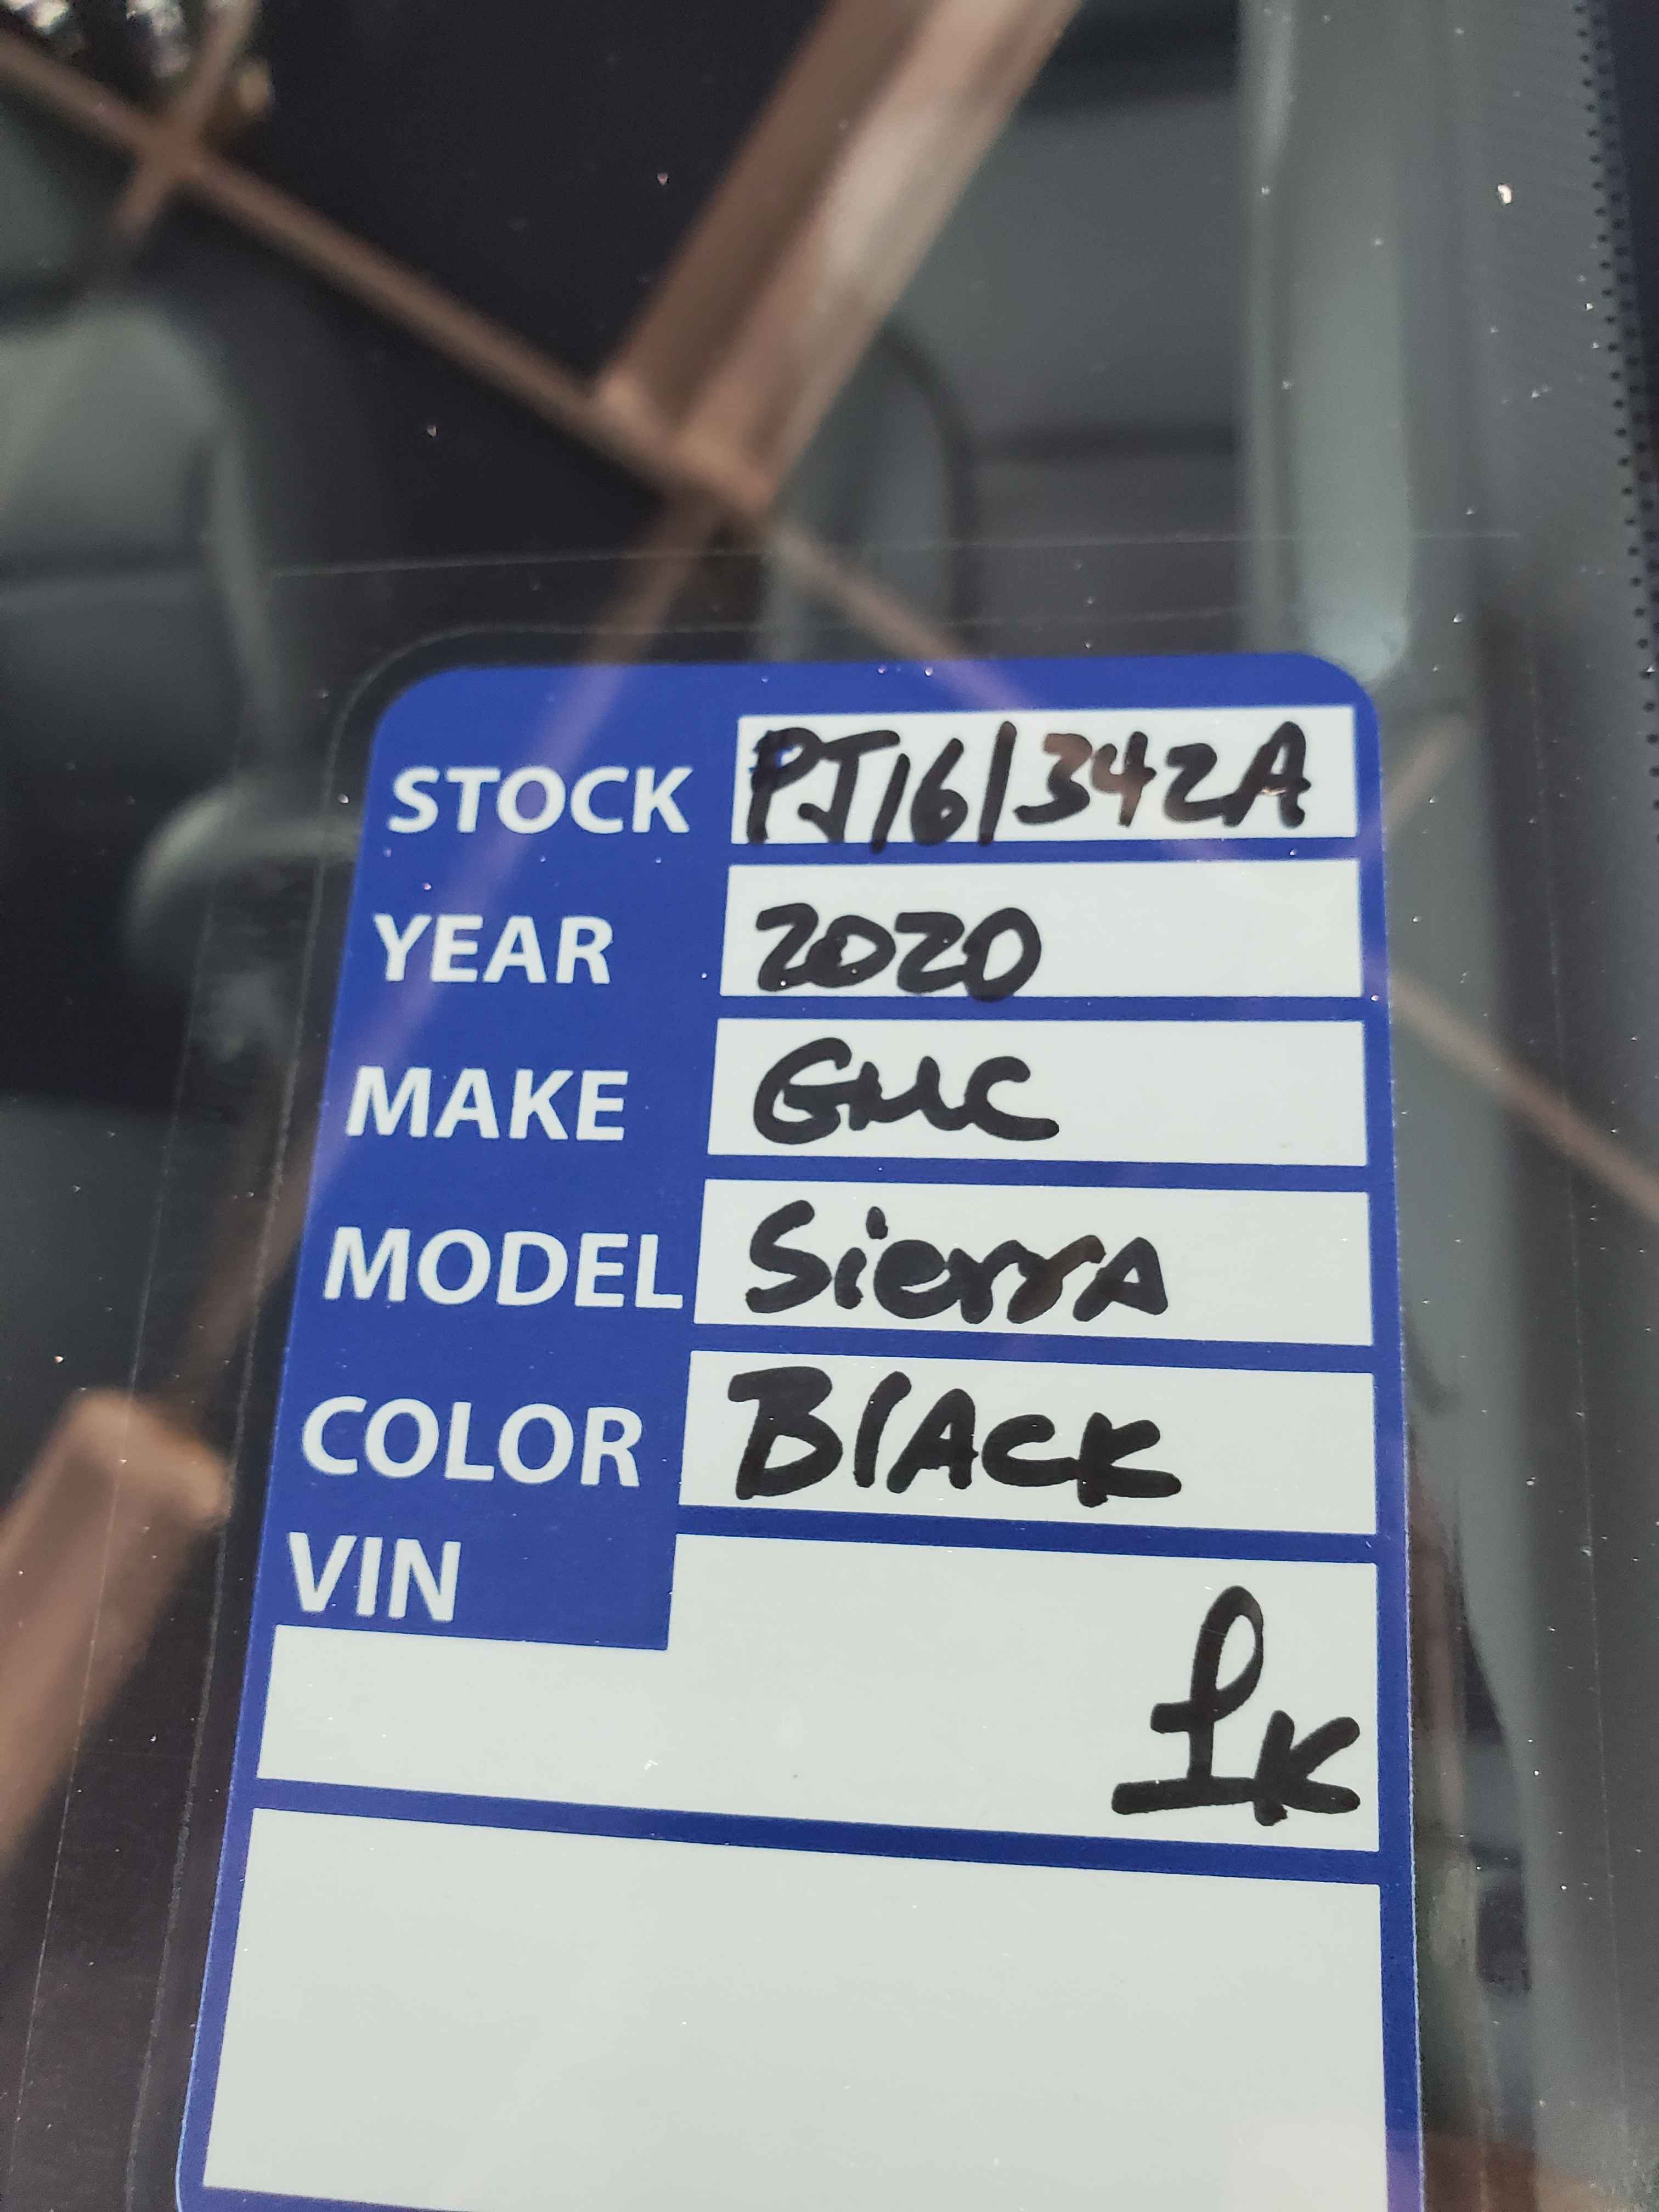 STOCK PJ161342A
YEAR 2020
MAKE GMC
MODEL SierrA
COLOR BlACK
VIN
1K